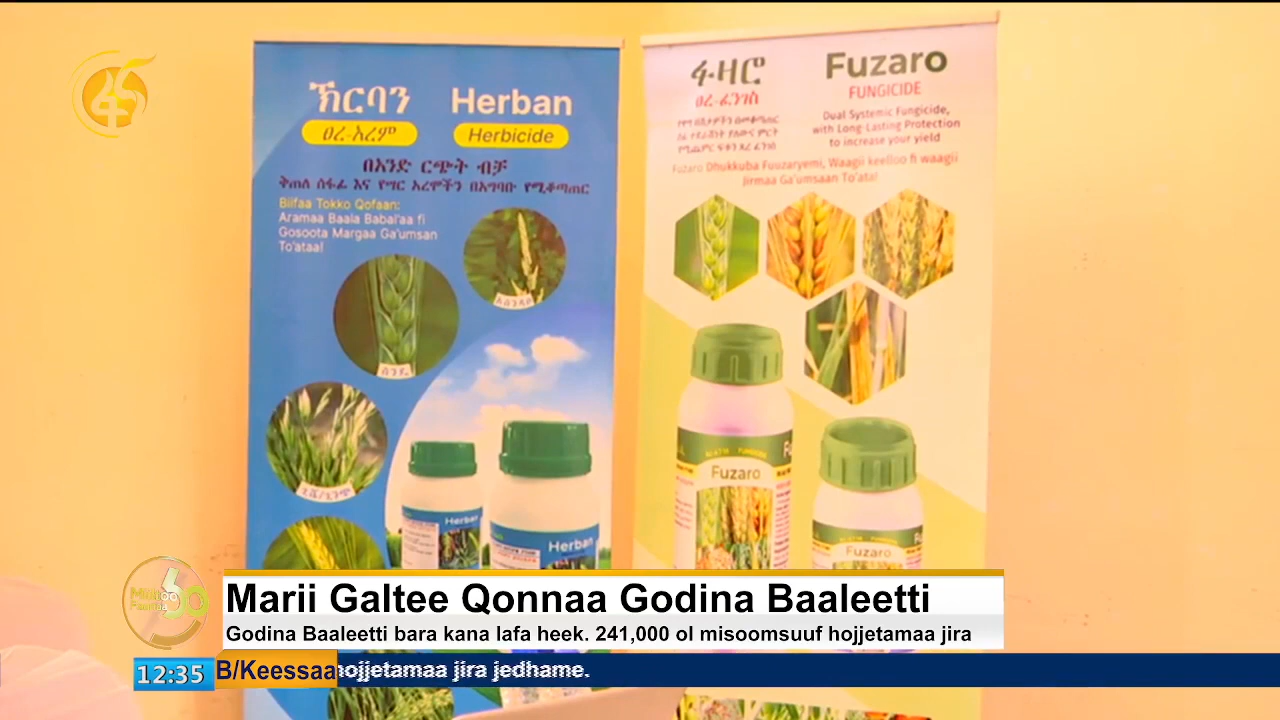 ኸርባን
Herban
ፀረ-አረም
Herbicide
በአንድ ርጭት ብቻ
ቅጠለ ሰፋፊ እና የሣር አረሞችን በአግባቡ የሚቆጣጠር
Biifaa Tokko Qofaan:
Aramaa Baala Babal'aa fi
Gosoota Margaa Ga'umsan
To'ataa!
ስንዴ
Herban
Herban
ፉዛሮ
Fuzaro
ፀረ-ፈንገስ
FUNGICIDE
Dual Systemic Fungicide,
with Long-Lasting Protection
to increase your yield
Fuzaro Dhukkuba Fuuzaryemi, Waagii keelloo fi waagii
Jirmaa Ga'umsaan To'ata!
Fuzaro
Fuzaro
60
Marii Galtee Qonnaa Godina Baaleetti
Godina Baaleetti bara kana lafa heek. 241,000 ol misoomsuuf hojjetamaa jira
12:35
B/Keessaa
hojjetamaa jira jedhame.